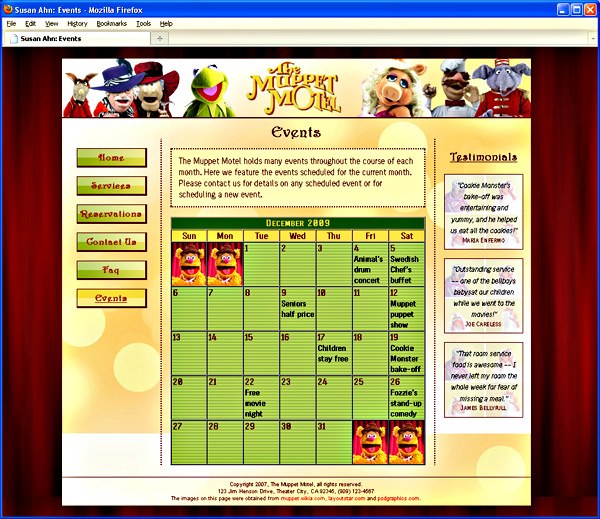 Susan Ahn: Events - Mozilla Firefox
File Edit View History Bookmarks Tools Help
Susan Ahn: Events
The
Muppet
Motel
Events
Home
Services
Reservations
Contact Us
Faq
Events
The Muppet Motel holds many events throughout the course of each
month. Here we feature the events scheduled for the current month.
Please contact us for details on any scheduled event or for
scheduling a new event.
December 2009
Sun Mon Tue Wed Thu Fri Sat
1 2 3 4 5
Animal's Swedish
drum Chef's
concert buffet
6 7 8 9 10 11 12
Seniors Muppet
half price puppet
show
13 14 15 16 17 18 19
Children Cookie
stay free Monster
bake-off
20 21 22 23 24 25 26
Free Fozzie's
movie stand-up
night comedy
27 28 29 30 31
Testimonials
"Cookie Monster's
bake-off was
entertaining and
yummy, and he helped
us eat all the cookies!"
Maria Enfermo
"Outstanding service
-- one of the bellboys
babysat our children
while we went to the
movies!"
Joe Careless
"That room service
food is awesome -- I
never left my room the
whole week for fear of
missing a meal."
James Bellyfull
Copyright 2007, The Muppet Motel, all rights reserved.
123 Jim Henson Drive, Theater City, CA 92345, (909) 123-4567
The images on this page were obtained from muppet.wikia.com, layoutstar.com and psdgraphics.com.